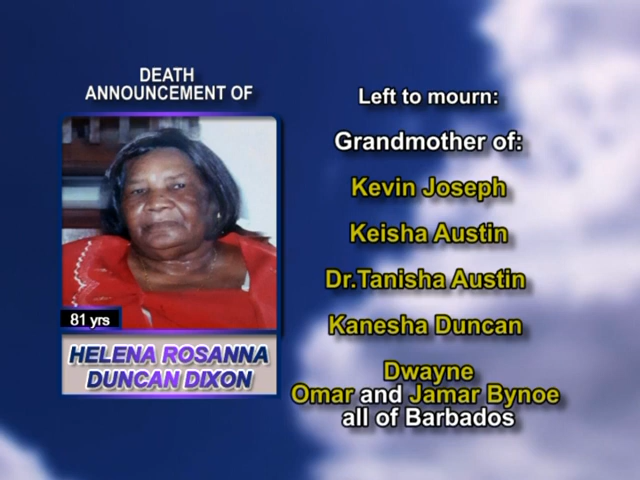 DEATH
ANNOUNCEMENT OF
81 yrs
HELENA ROSANNA
DUNCAN DIXON
Left to mourn:
Grandmother of:
Kevin Joseph
Keisha Austin
Dr.Tanisha Austin
Kanesha Duncan
Dwayne
Omar and Jamar Bynoe
all of Barbados